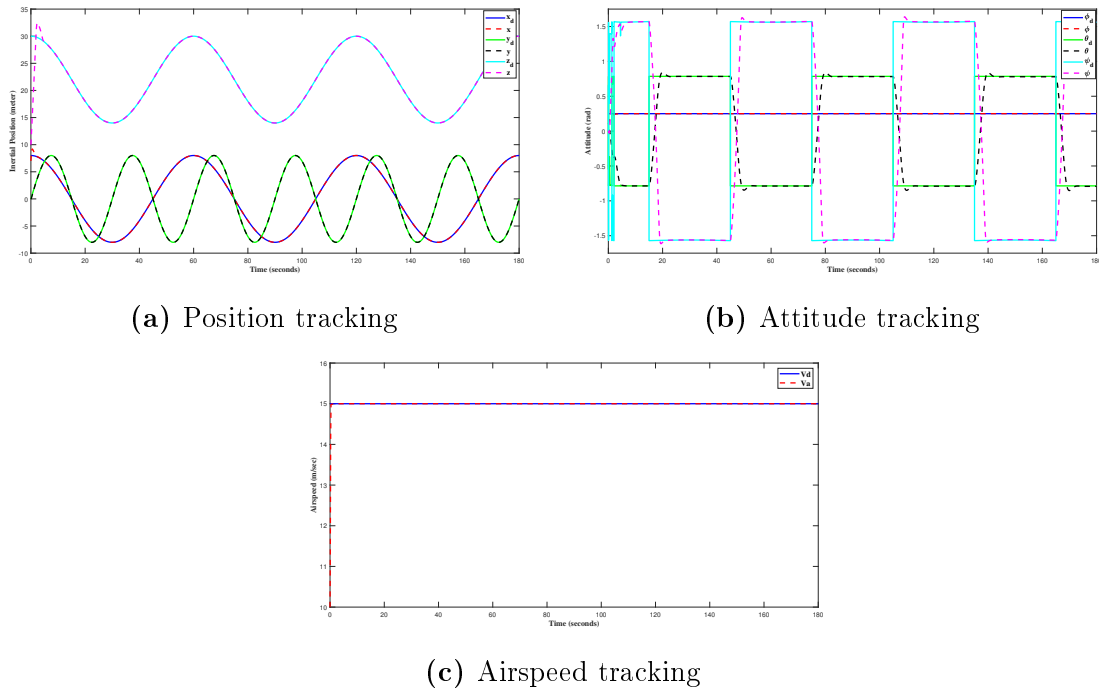 35
30
25
20
15
10
5
0
-5
-10
0 20 40 60 80 100 120 140 160 180
Inertial Position (meter)
Time (seconds)
x_d
x
y_d
y
z_d
z
(a) Position tracking
1.5
1
0.5
0
-0.5
-1
-1.5
0 20 40 60 80 100 120 140 160 180
Attitude (rad)
Time (seconds)
ϕ_d
ϕ
θ_d
θ
ψ_d
ψ
(b) Attitude tracking
16
15
14
13
12
11
10
0 20 40 60 80 100 120 140 160 180
Airspeed (m/sec)
Time (seconds)
Vd
Va
(c) Airspeed tracking